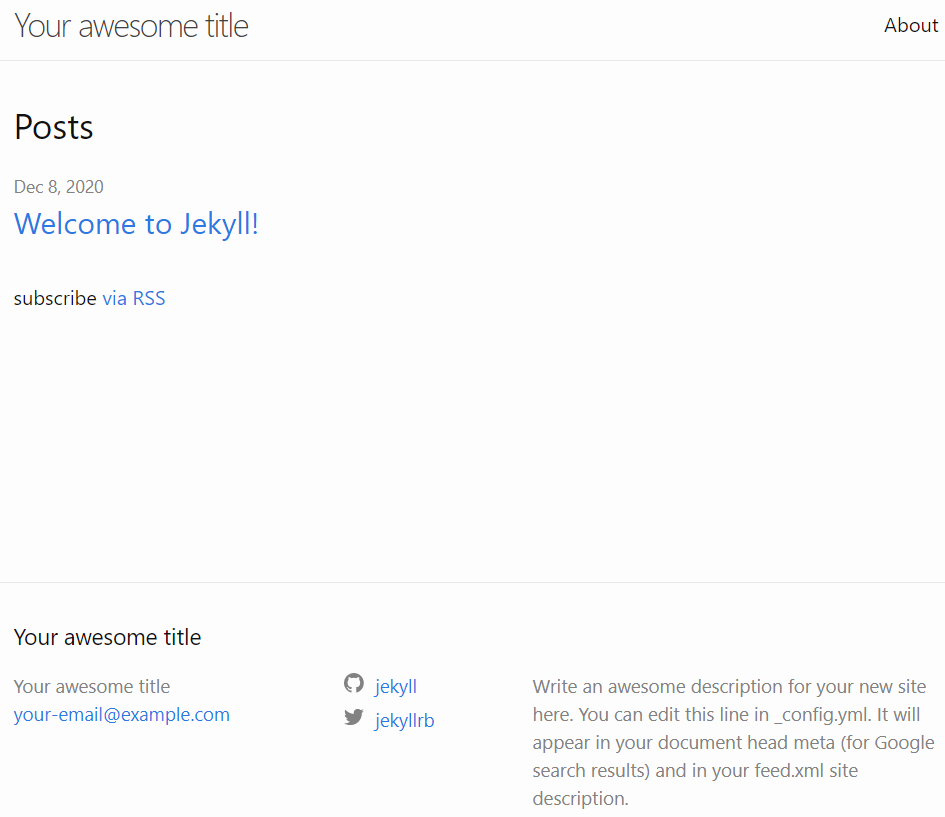 Your awesome title
About
Posts
Dec 8, 2020
Welcome to Jekyll!
subscribe via RSS
Your awesome title
Your awesome title
your-email@example.com
jekyll
jekyllrb
Write an awesome description for your new site
here. You can edit this line in _config.yml. It will
appear in your document head meta (for Google
search results) and in your feed.xml site
description.